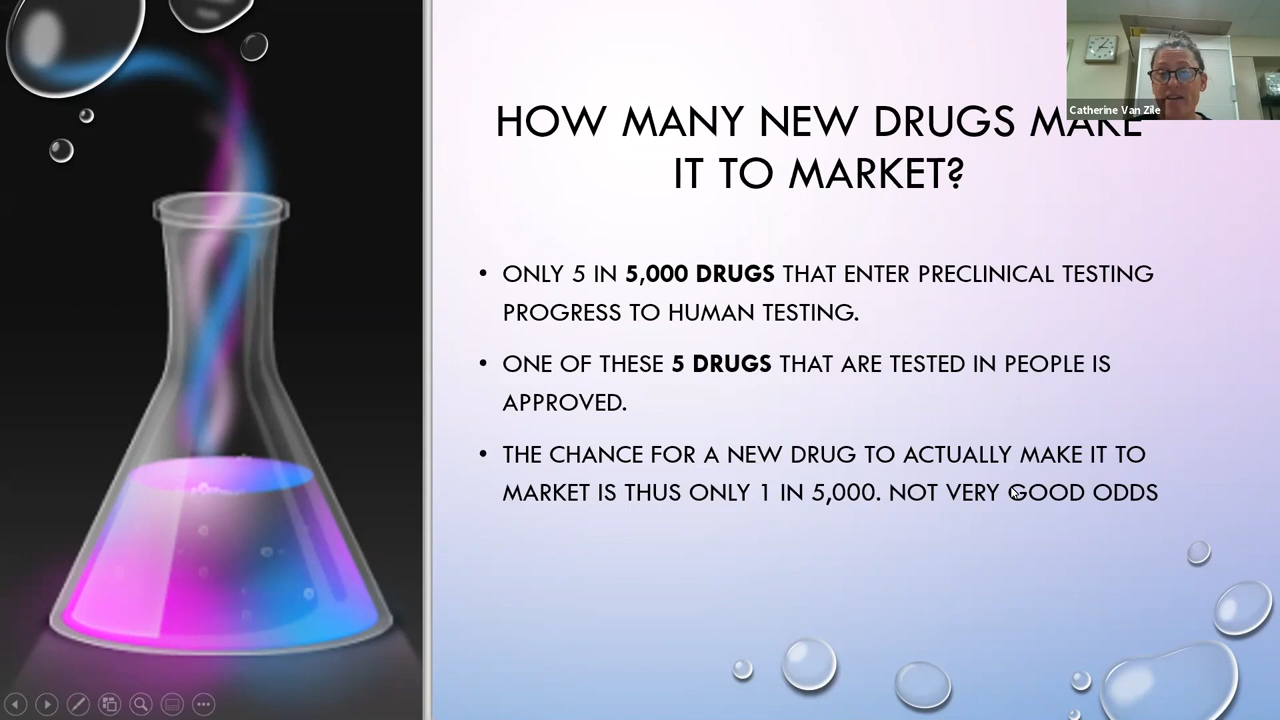 HOW MANY NEW DRUGS MAKE
IT TO MARKET?
Catherine Van Zile
• ONLY 5 IN 5,000 DRUGS THAT ENTER PRECLINICAL TESTING
PROGRESS TO HUMAN TESTING.
• ONE OF THESE 5 DRUGS THAT ARE TESTED IN PEOPLE IS
APPROVED.
• THE CHANCE FOR A NEW DRUG TO ACTUALLY MAKE IT TO
MARKET IS THUS ONLY 1 IN 5,000. NOT VERY GOOD ODDS